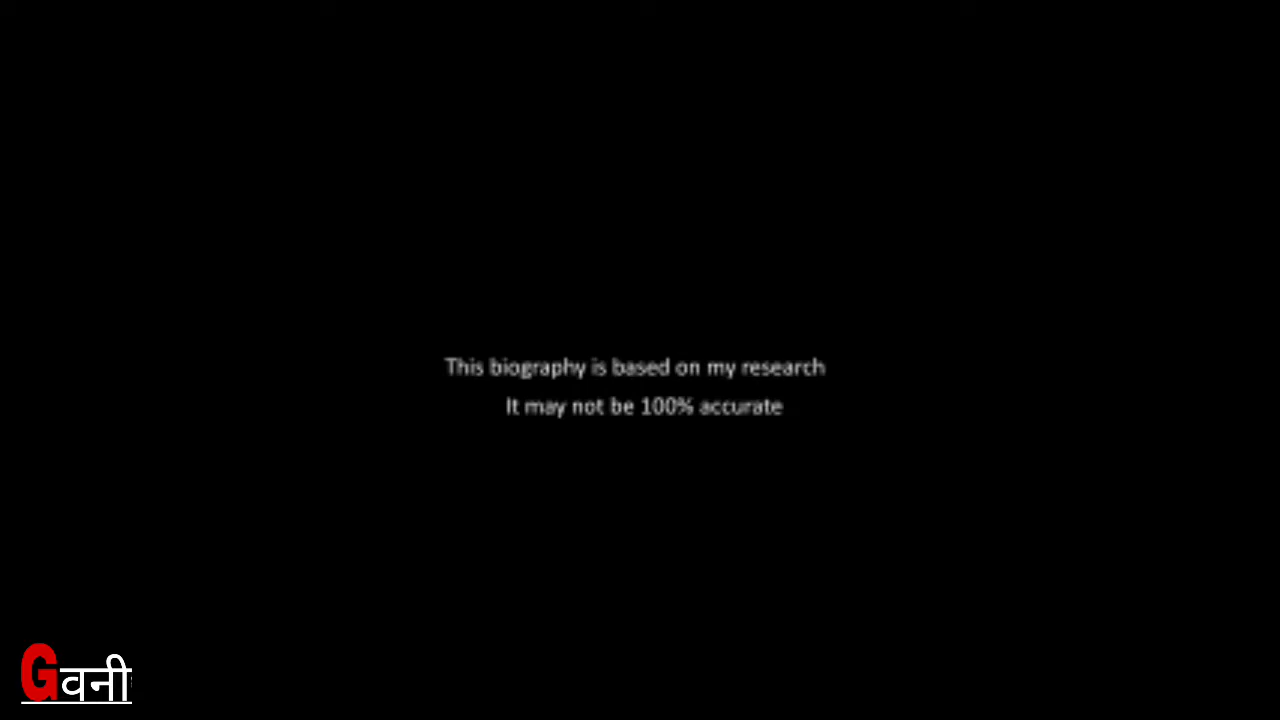 This biography is based on my research
It may not be 100% accurate
Gवनी